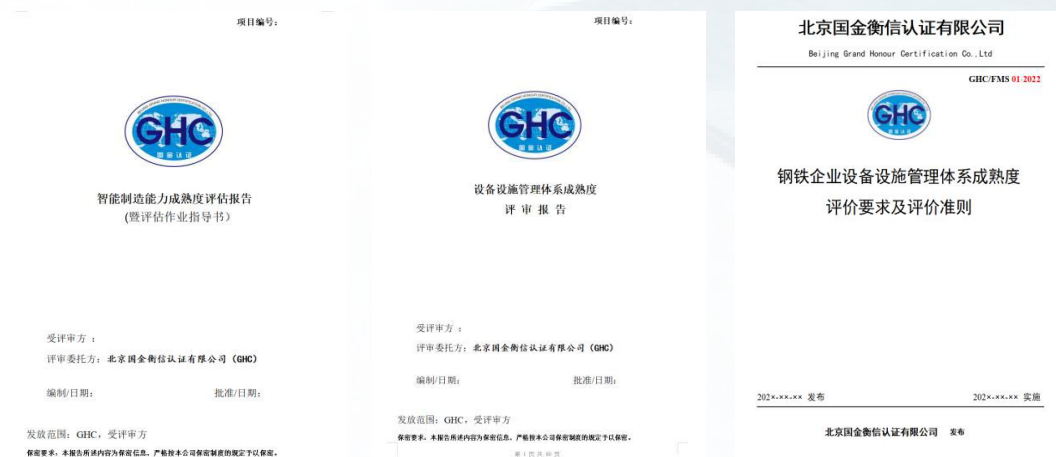 项目编号：
GHC
国金认证
智能制造能力成熟度评估报告
(暨评估作业指导书）
受评审方 ：
评审委托方：北京国金衡信认证有限公司（GHC）
编制/日期： 批准/日期：
发放范围：GHC，受评审方
保密要求：本报告所述内容为保密信息，严格按本公司保密制度的规定予以保密。
项目编号：
GHC
国金认证
设备设施管理体系成熟度
评 审 报 告
受评审方 ：
评审委托方：北京国金衡信认证有限公司（GHC）
编制/日期： 批准/日期：
发放范围：GHC，受评审方
保密要求：本报告所述内容为保密信息，严格按本公司保密制度的规定予以保密。
北京国金衡信认证有限公司
Beijing Grand Honour Certification Co.,Ltd
GHC/FMS 01-2022
GHC
国金认证
钢铁企业设备设施管理体系成熟度
评价要求及评价准则
202×-××-×× 发布 202×-××-×× 实施
北京国金衡信认证有限公司 发布